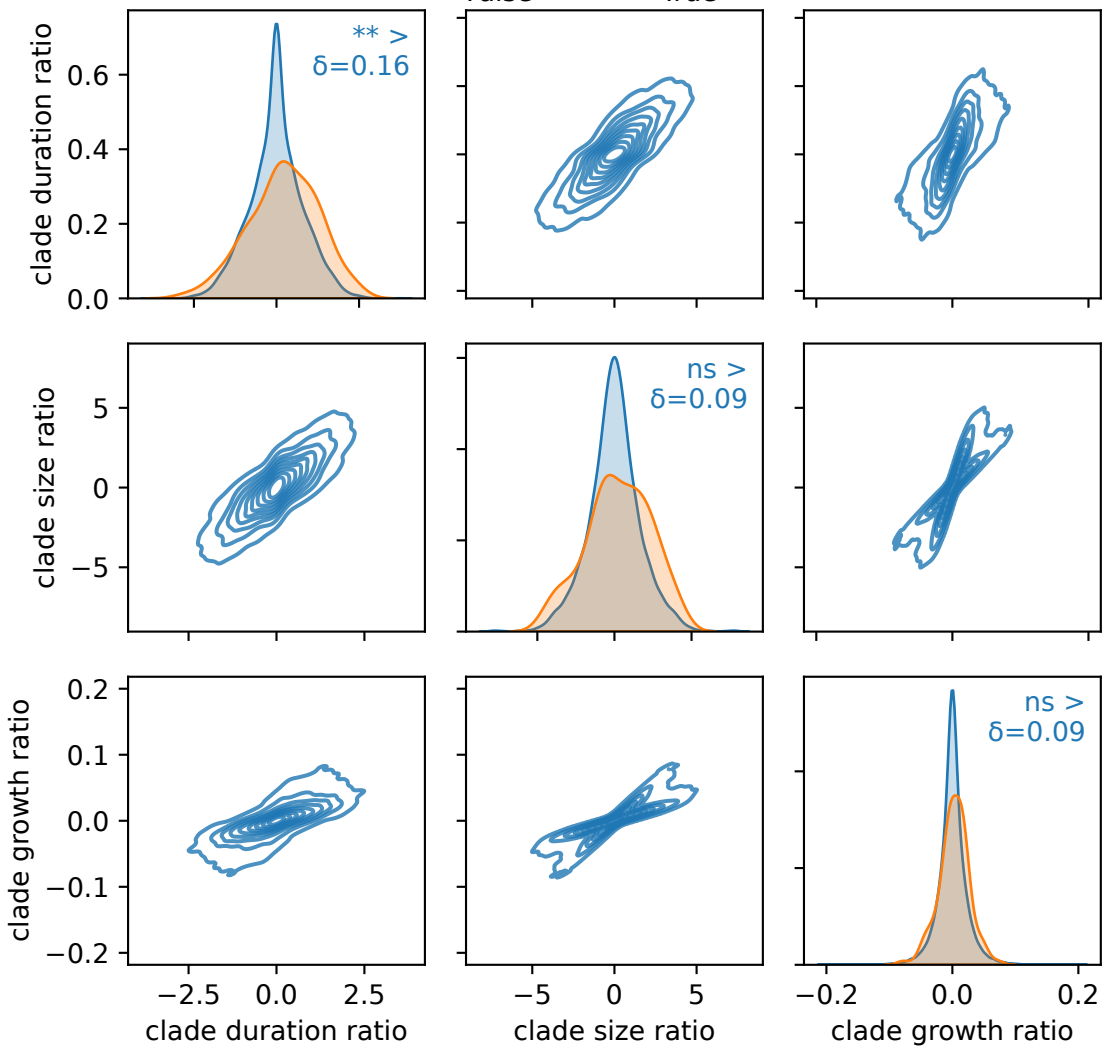 ** >
δ=0.16
clade duration ratio
0.6
0.4
0.2
0.0
ns >
δ=0.09
clade size ratio
5
0
−5
ns >
δ=0.09
clade growth ratio
0.2
0.1
0.0
−0.1
−0.2
−2.5 0.0 2.5
−5 0 5
−0.2 0.0 0.2
clade duration ratio
clade size ratio
clade growth ratio